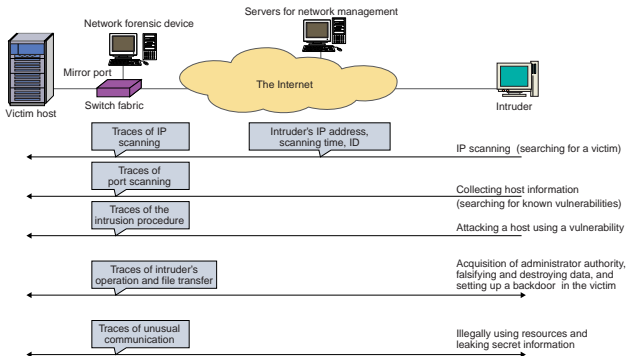 Servers for network management
Network forensic device
Mirror port
The Internet
Victim host
Switch fabric
Intruder
Traces of IP
scanning
Intruder's IP address,
scanning time, ID
IP scanning (searching for a victim)
Traces of
port scanning
Collecting host information
(searching for known vulnerabilities)
Traces of the
intrusion procedure
Attacking a host using a vulnerability
Traces of intruder's
operation and file transfer
Acquisition of administrator authority,
falsifying and destroying data, and
setting up a backdoor in the victim
Traces of unusual
communication
Illegally using resources and
leaking secret information